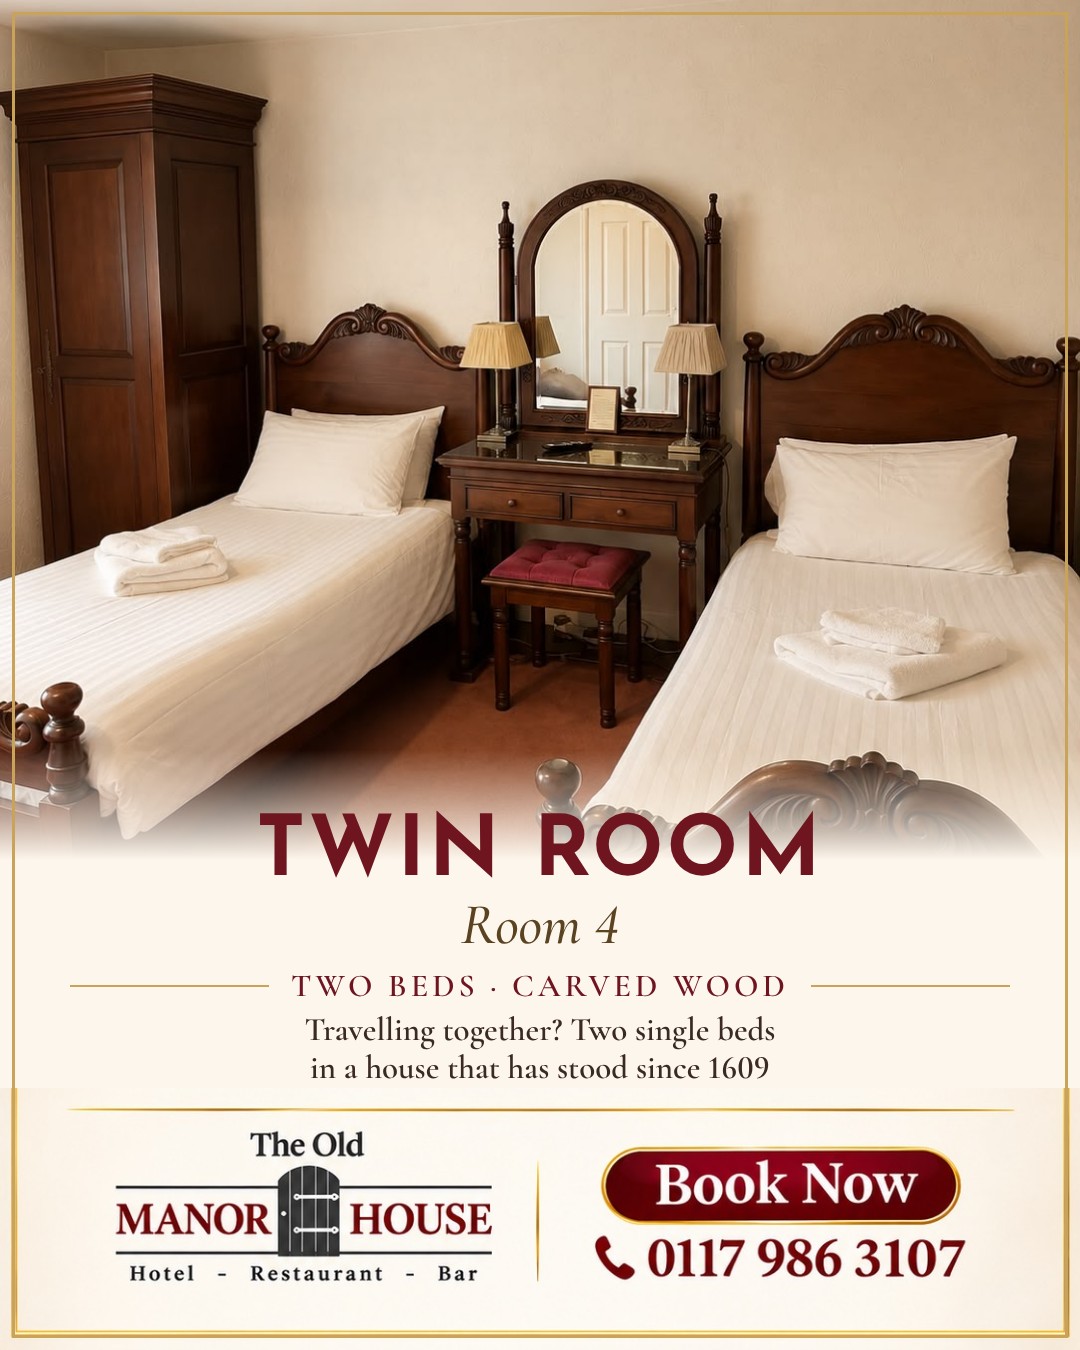 TWIN ROOM
Room 4
TWO BEDS · CARVED WOOD
Travelling together? Two single beds
in a house that has stood since 1609
The Old
MANOR HOUSE
Hotel - Restaurant - Bar
Book Now
0117 986 3107